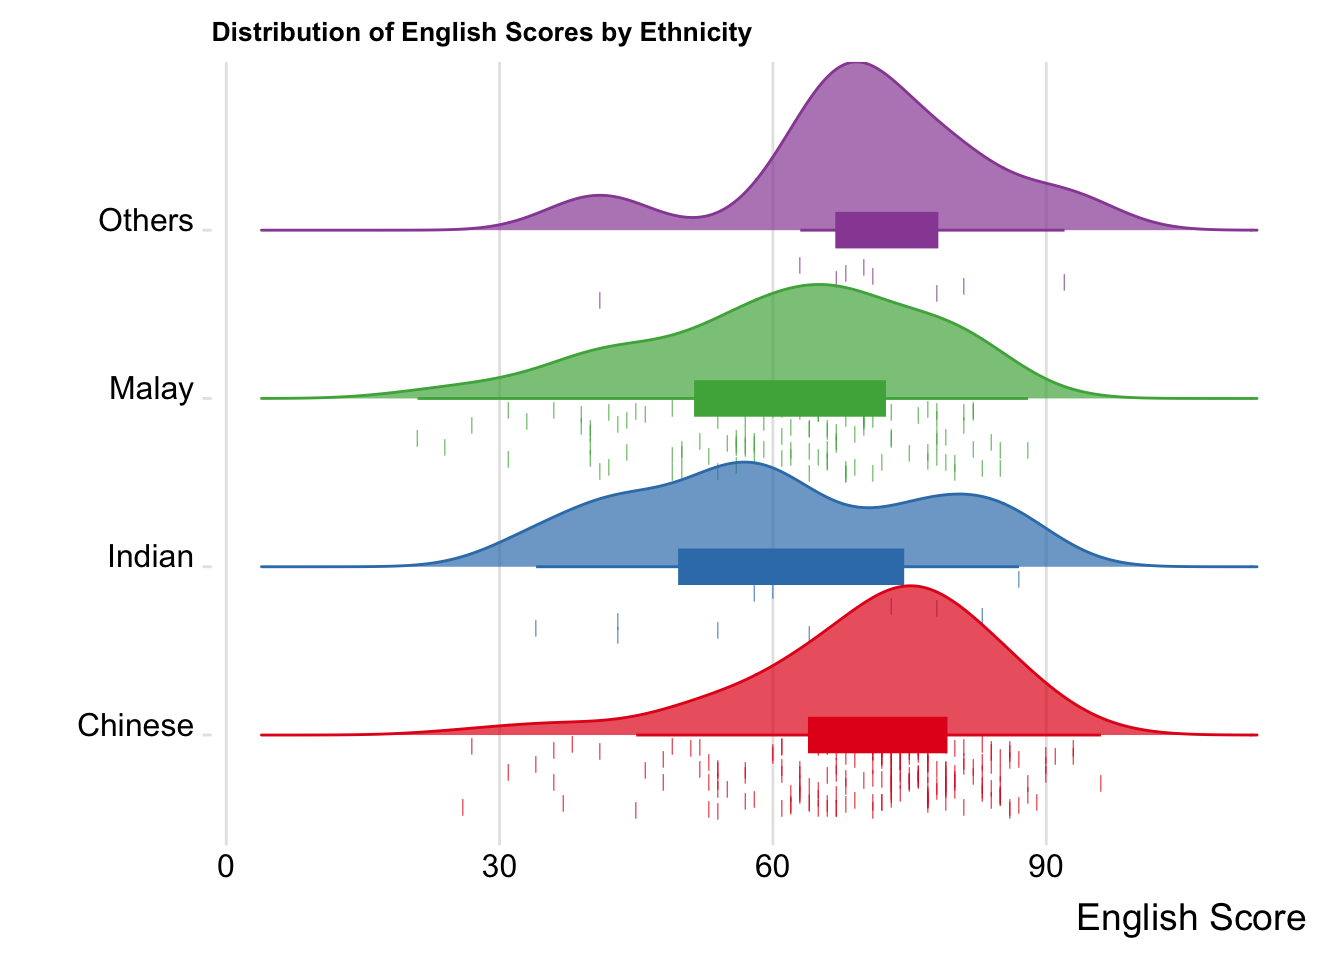 Distribution of English Scores by Ethnicity
Others
Malay
Indian
Chinese
0 30 60 90
English Score